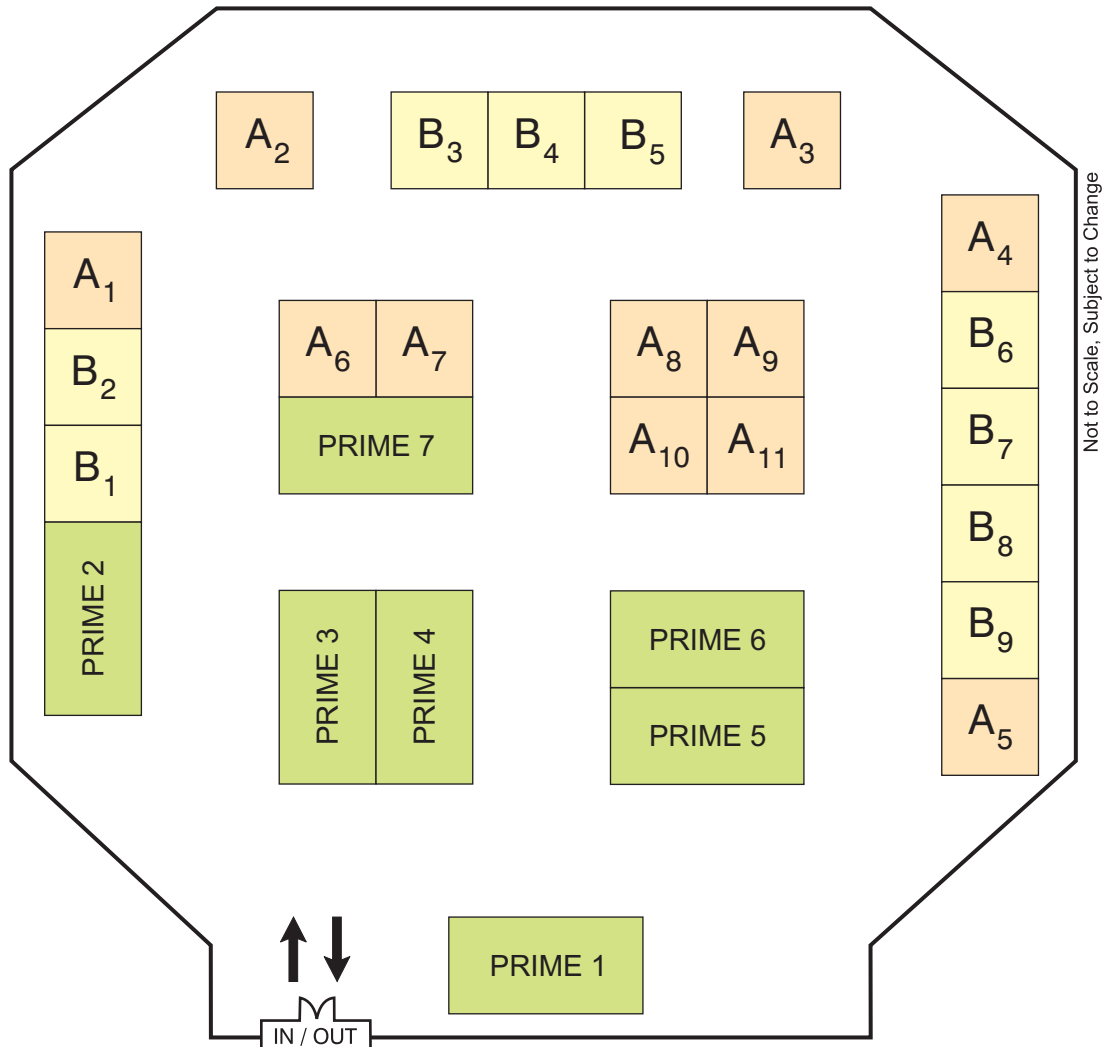 A₂
B₃ B₄ B₅
A₃
A₁
B₂
B₁
PRIME 2
A₆ A₇
PRIME 7
A₈ A₉
A₁₀ A₁₁
A₄
B₆
B₇
B₈
B₉
A₅
Not to Scale, Subject to Change
PRIME 3
PRIME 4
PRIME 6
PRIME 5
PRIME 1
IN / OUT